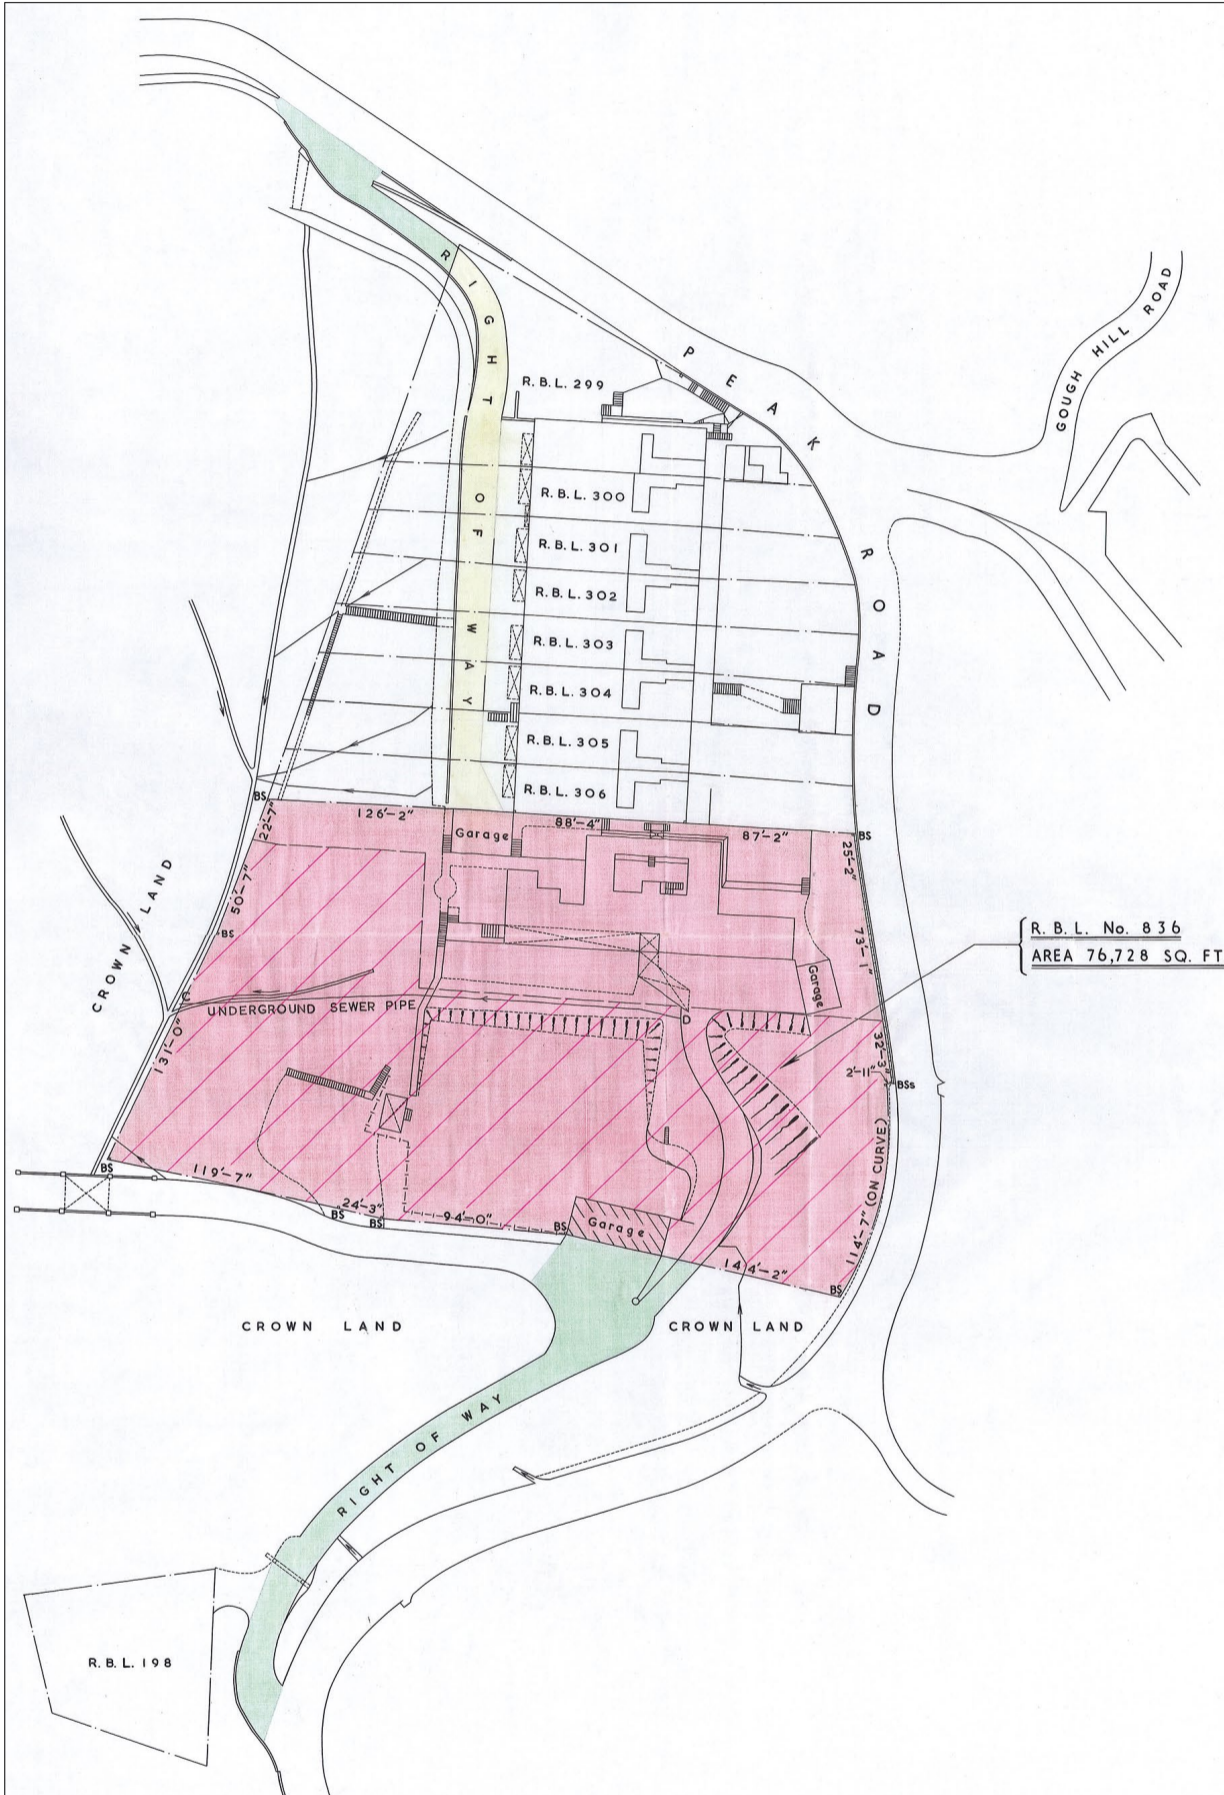 RIGHT OF WAY
PEAK ROAD
GOUGH HILL ROAD
R.B.L. 299
R.B.L. 300
R.B.L. 301
R.B.L. 302
R.B.L. 303
R.B.L. 304
R.B.L. 305
R.B.L. 306
BS
126'-2"
88'-4"
87'-2"
BS
22'-7"
Garage
25'-2"
50'-7"
BS
73'-1"
CROWN LAND
R. B. L. No. 836
AREA 76,728 SQ. FT
Garage
UNDERGROUND SEWER PIPE
D
131'-0"
32'-3"
2'-11"
BSs
114'-7" (ON CURVE)
BS
119'-7"
24'-3"
BS
BS
94'-0"
BS
Garage
144'-2"
BS
CROWN LAND
CROWN LAND
RIGHT OF WAY
R.B.L. 198